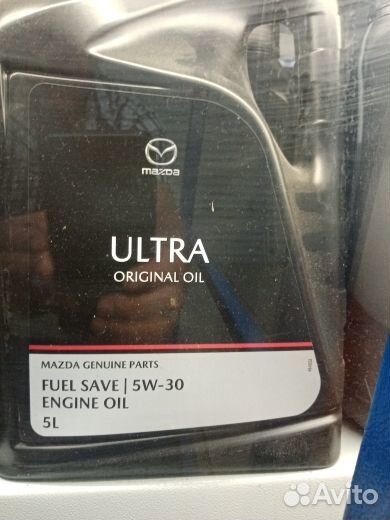 mazda
ULTRA
ORIGINAL OIL
MAZDA GENUINE PARTS
FUEL SAVE | 5W-30
ENGINE OIL
5L
Avito